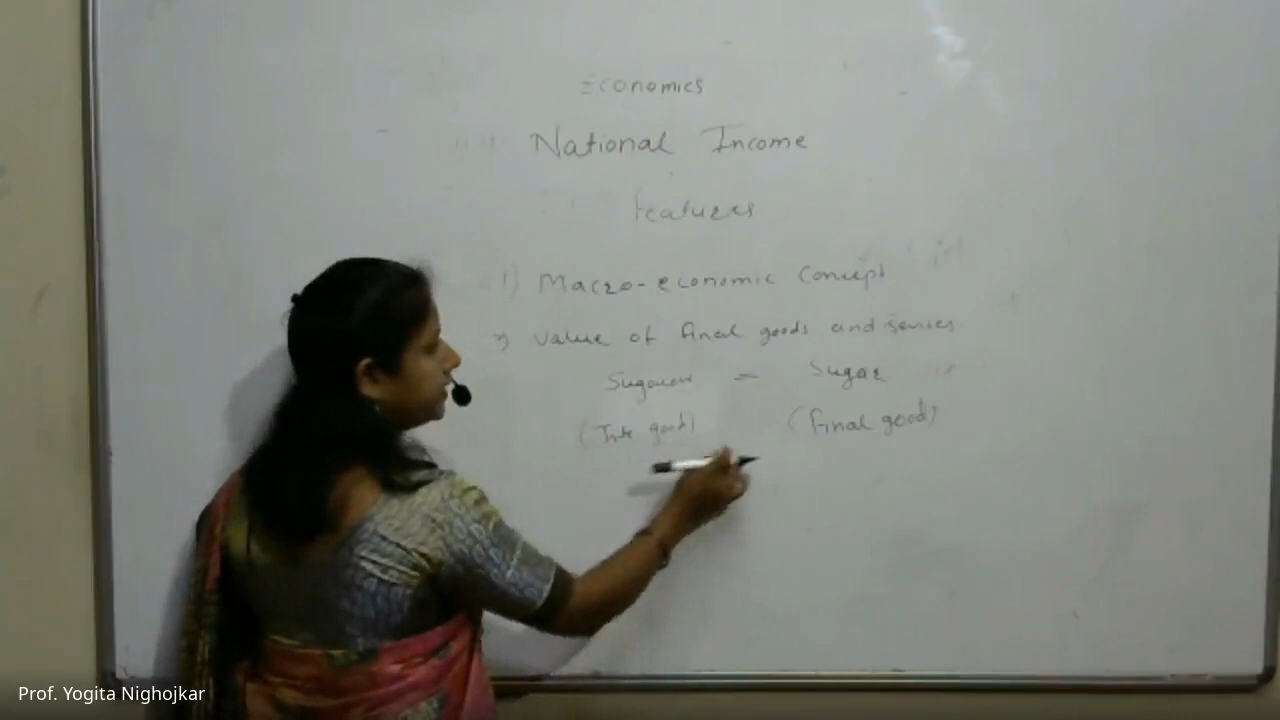 Economics
National Income
Features
1) Macro-economic Concept
2) Value of final goods and services
Sugarcane - Sugar
(Inte good) (final good)
Prof. Yogita Nighojkar